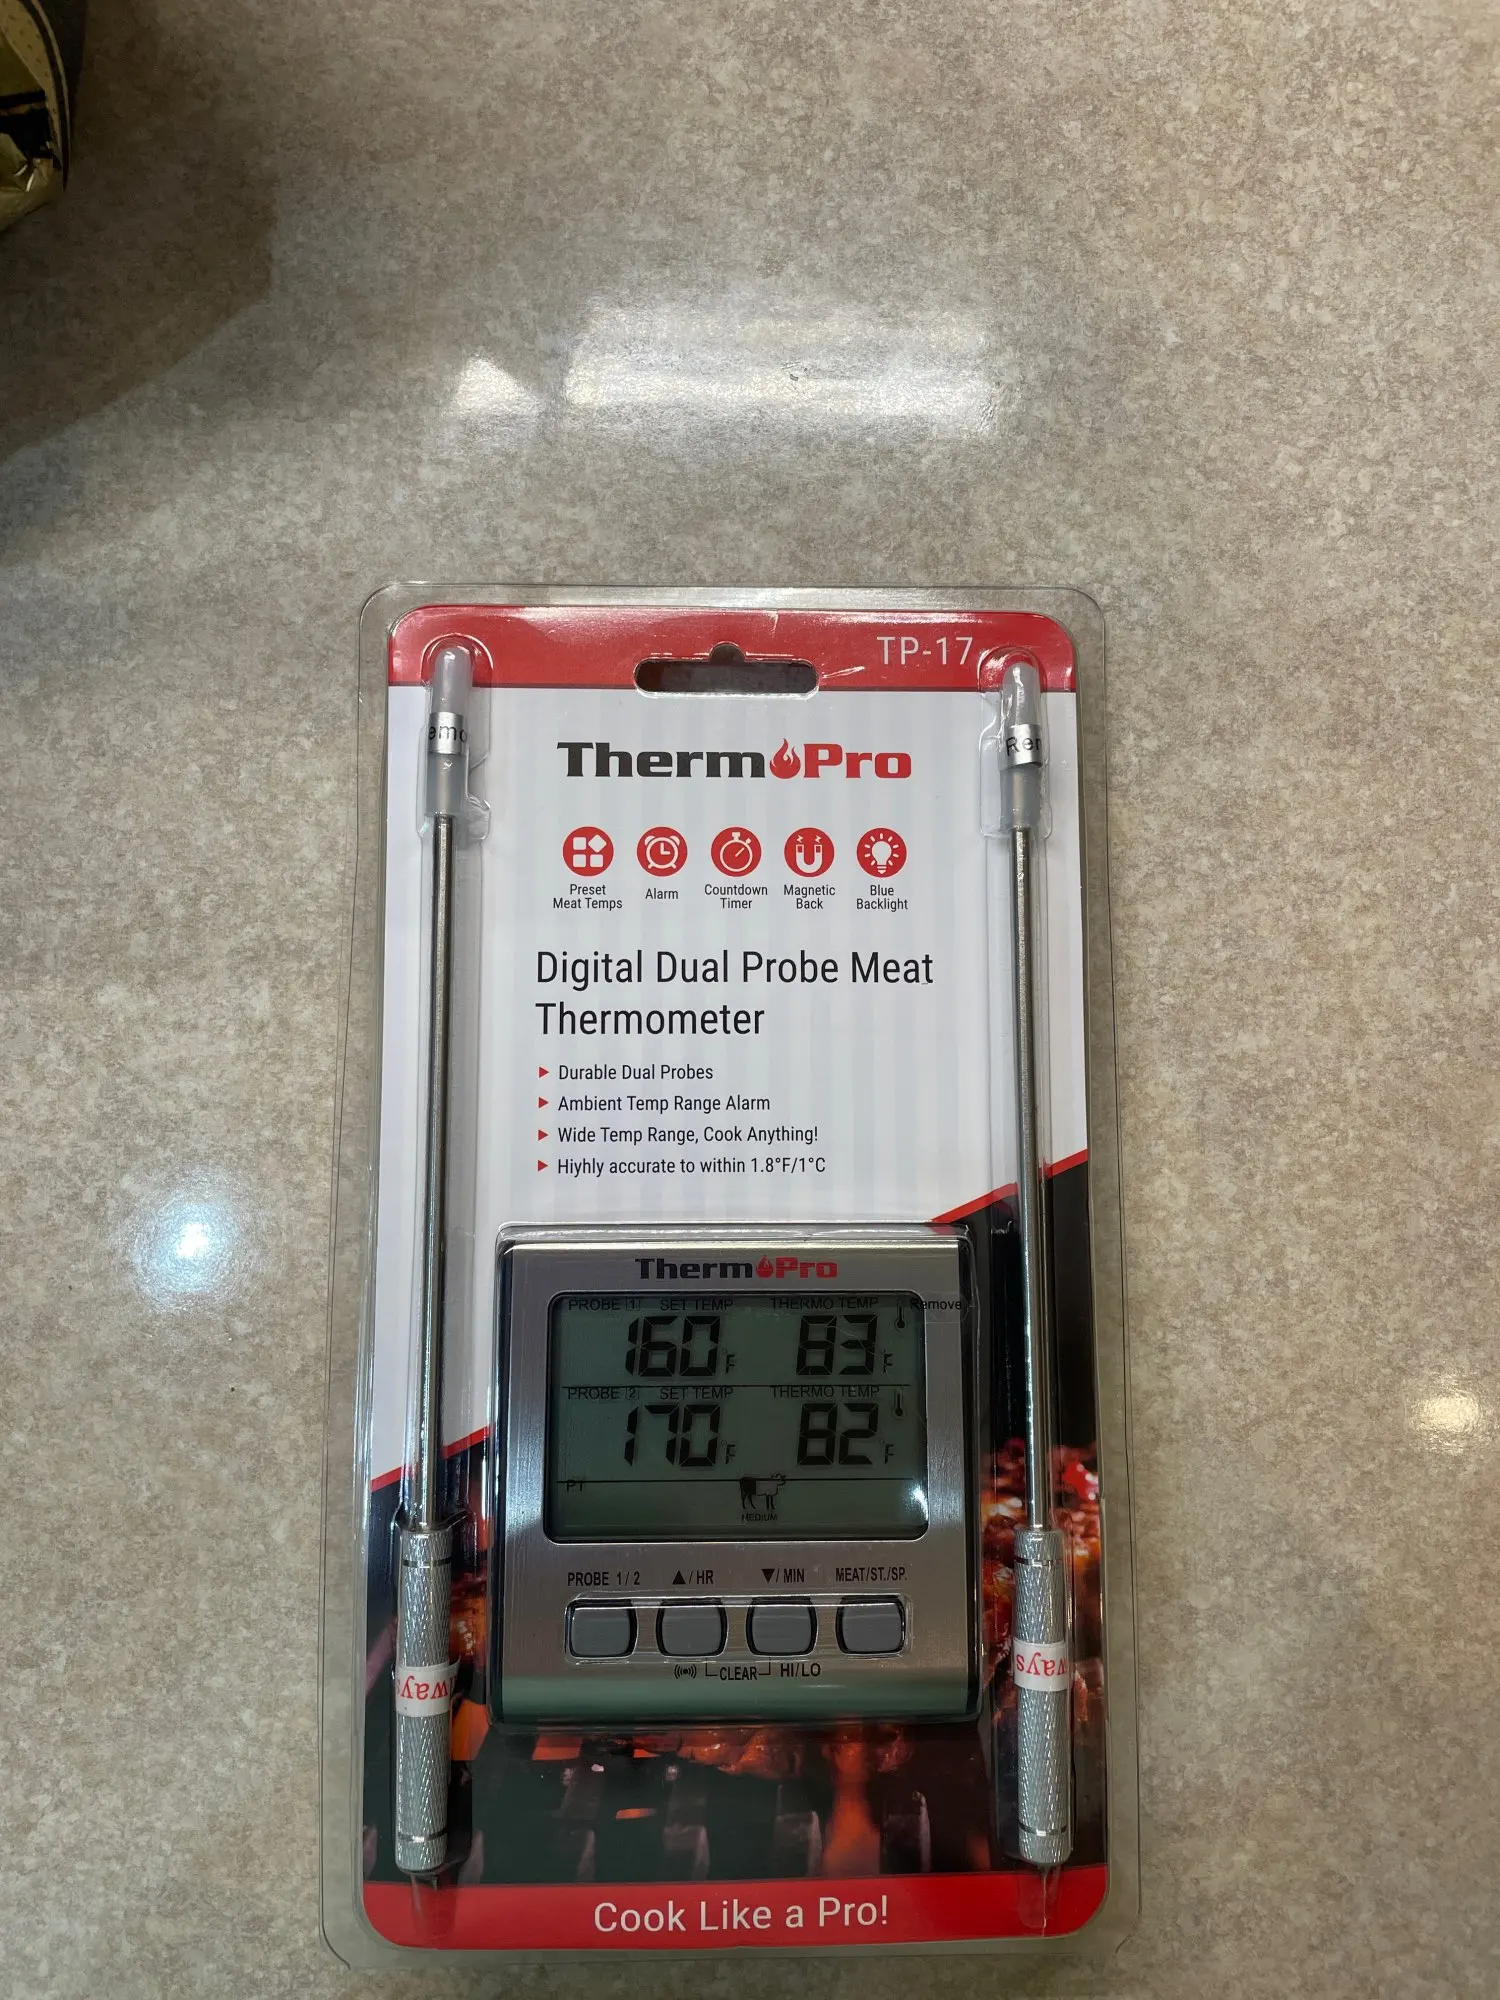 TP-17
ThermoPro
Preset
Meat Temps
Alarm
Countdown
Timer
Magnetic
Back
Blue
Backlight
Digital Dual Probe Meat
Thermometer
Durable Dual Probes
Ambient Temp Range Alarm
Wide Temp Range, Cook Anything!
Hiyhly accurate to within 1.8°F/1°C
ThermoPro
PROBE 1 SET TEMP THERMO TEMP Remove
160°F 83°F
PROBE 2 SET TEMP THERMO TEMP
170°F 82°F
PT
MEDIUM
PROBE 1/2 ▲/HR ▼/MIN MEAT/ST./SP.
CLEAR HI/LO
Cook Like a Pro!